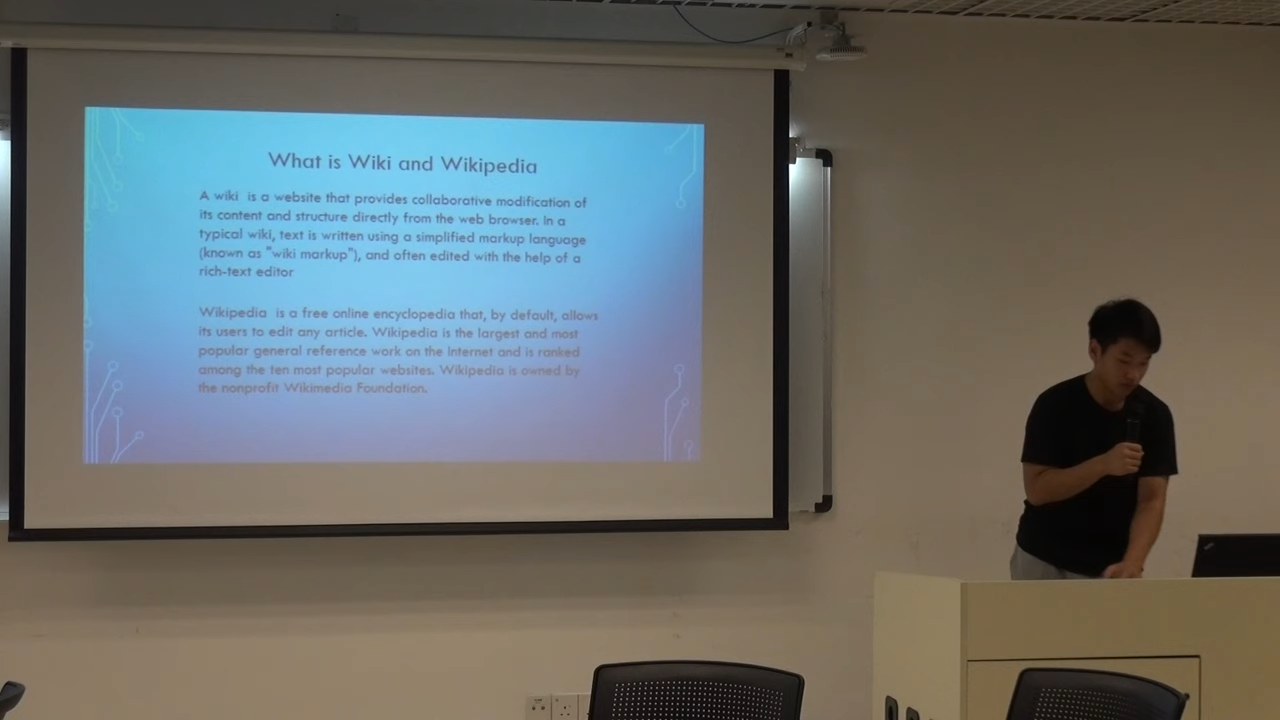 What is Wiki and Wikipedia
A wiki is a website that provides collaborative modification of
its content and structure directly from the web browser. In a
typical wiki, text is written using a simplified markup language
(known as "wiki markup"), and often edited with the help of a
rich-text editor
Wikipedia is a free online encyclopedia that, by default, allows
its users to edit any article. Wikipedia is the largest and most
popular general reference work on the Internet and is ranked
among the ten most popular websites. Wikipedia is owned by
the nonprofit Wikimedia Foundation.